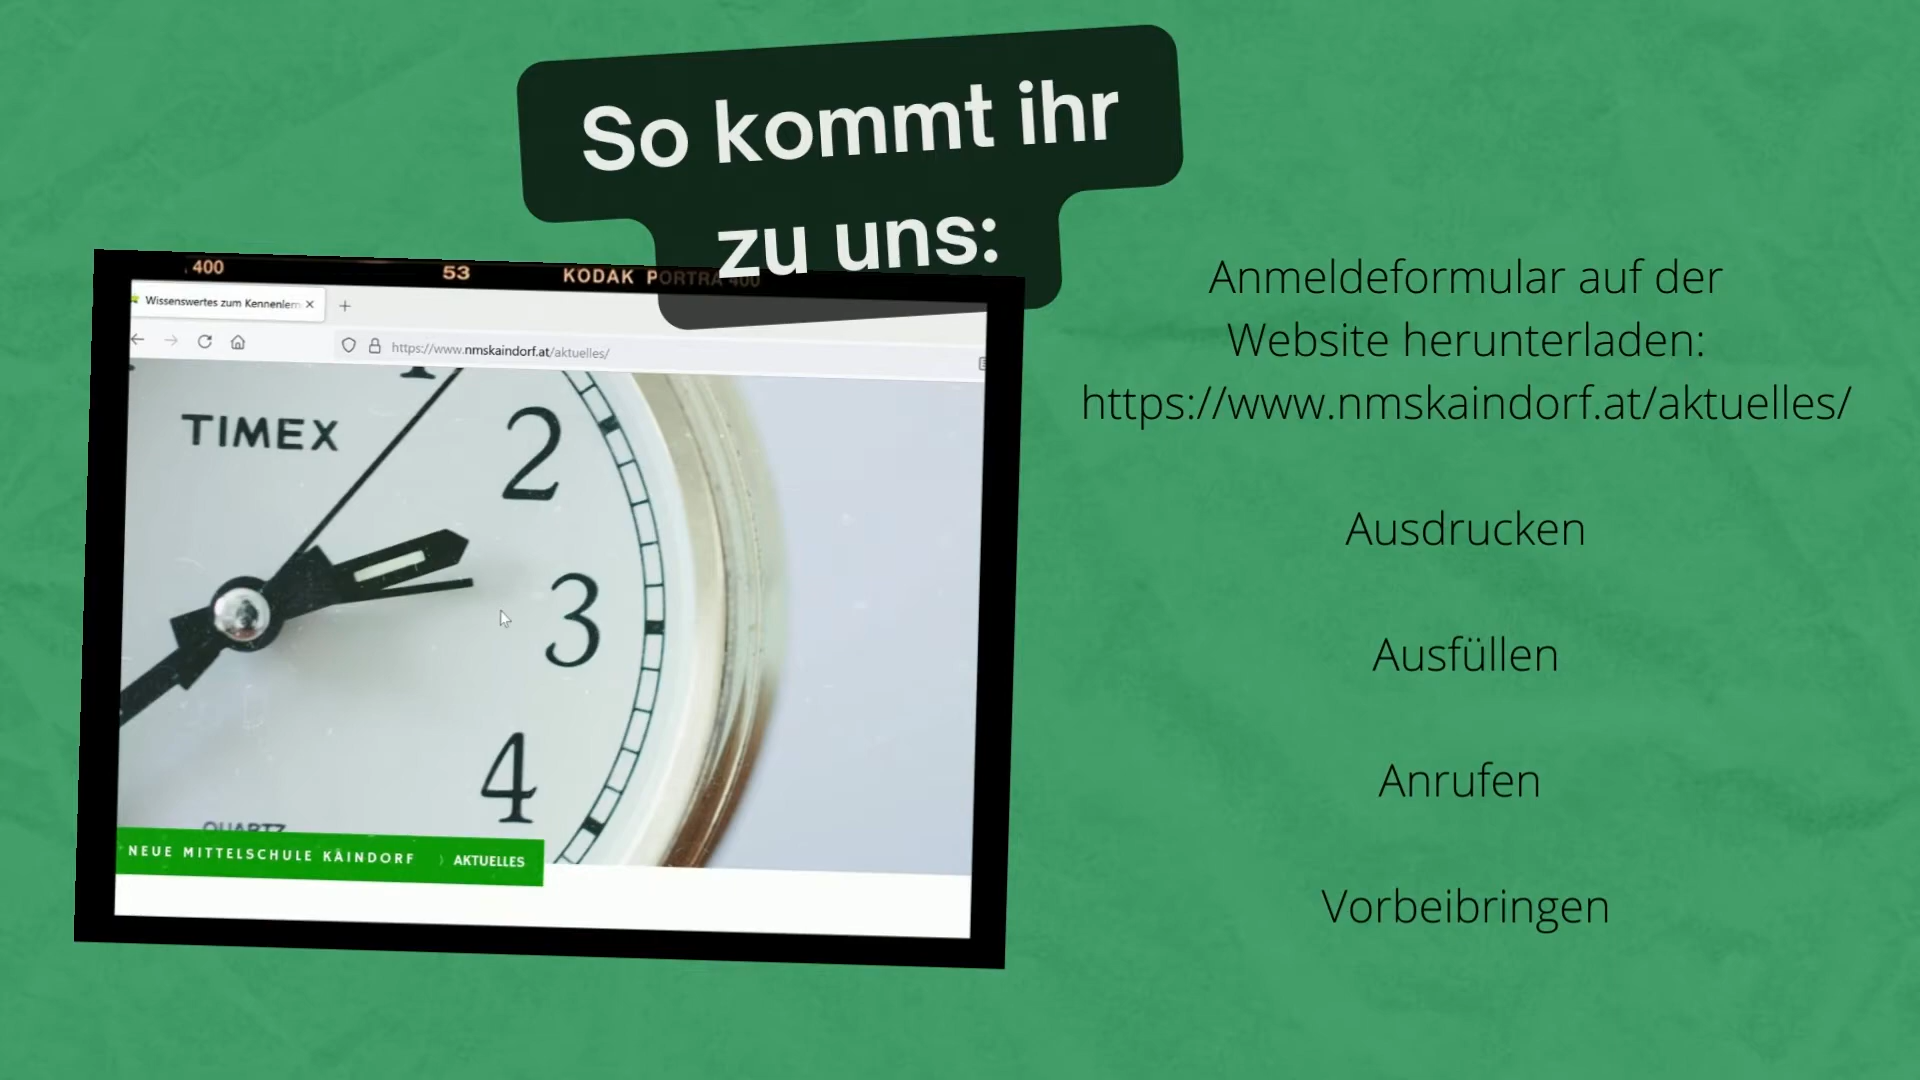 So kommt ihr
zu uns:
400
53
KODAK PORTRA 400
Wissenswertes zum Kennenlern
https://www.nmskaindorf.at/aktuelles/
TIMEX
2
3
4
QUARTZ
NEUE MITTELSCHULE KAINDORF
AKTUELLES
Anmeldeformular auf der
Website herunterladen:
https://www.nmskaindorf.at/aktuelles/
Ausdrucken
Ausfüllen
Anrufen
Vorbeibringen